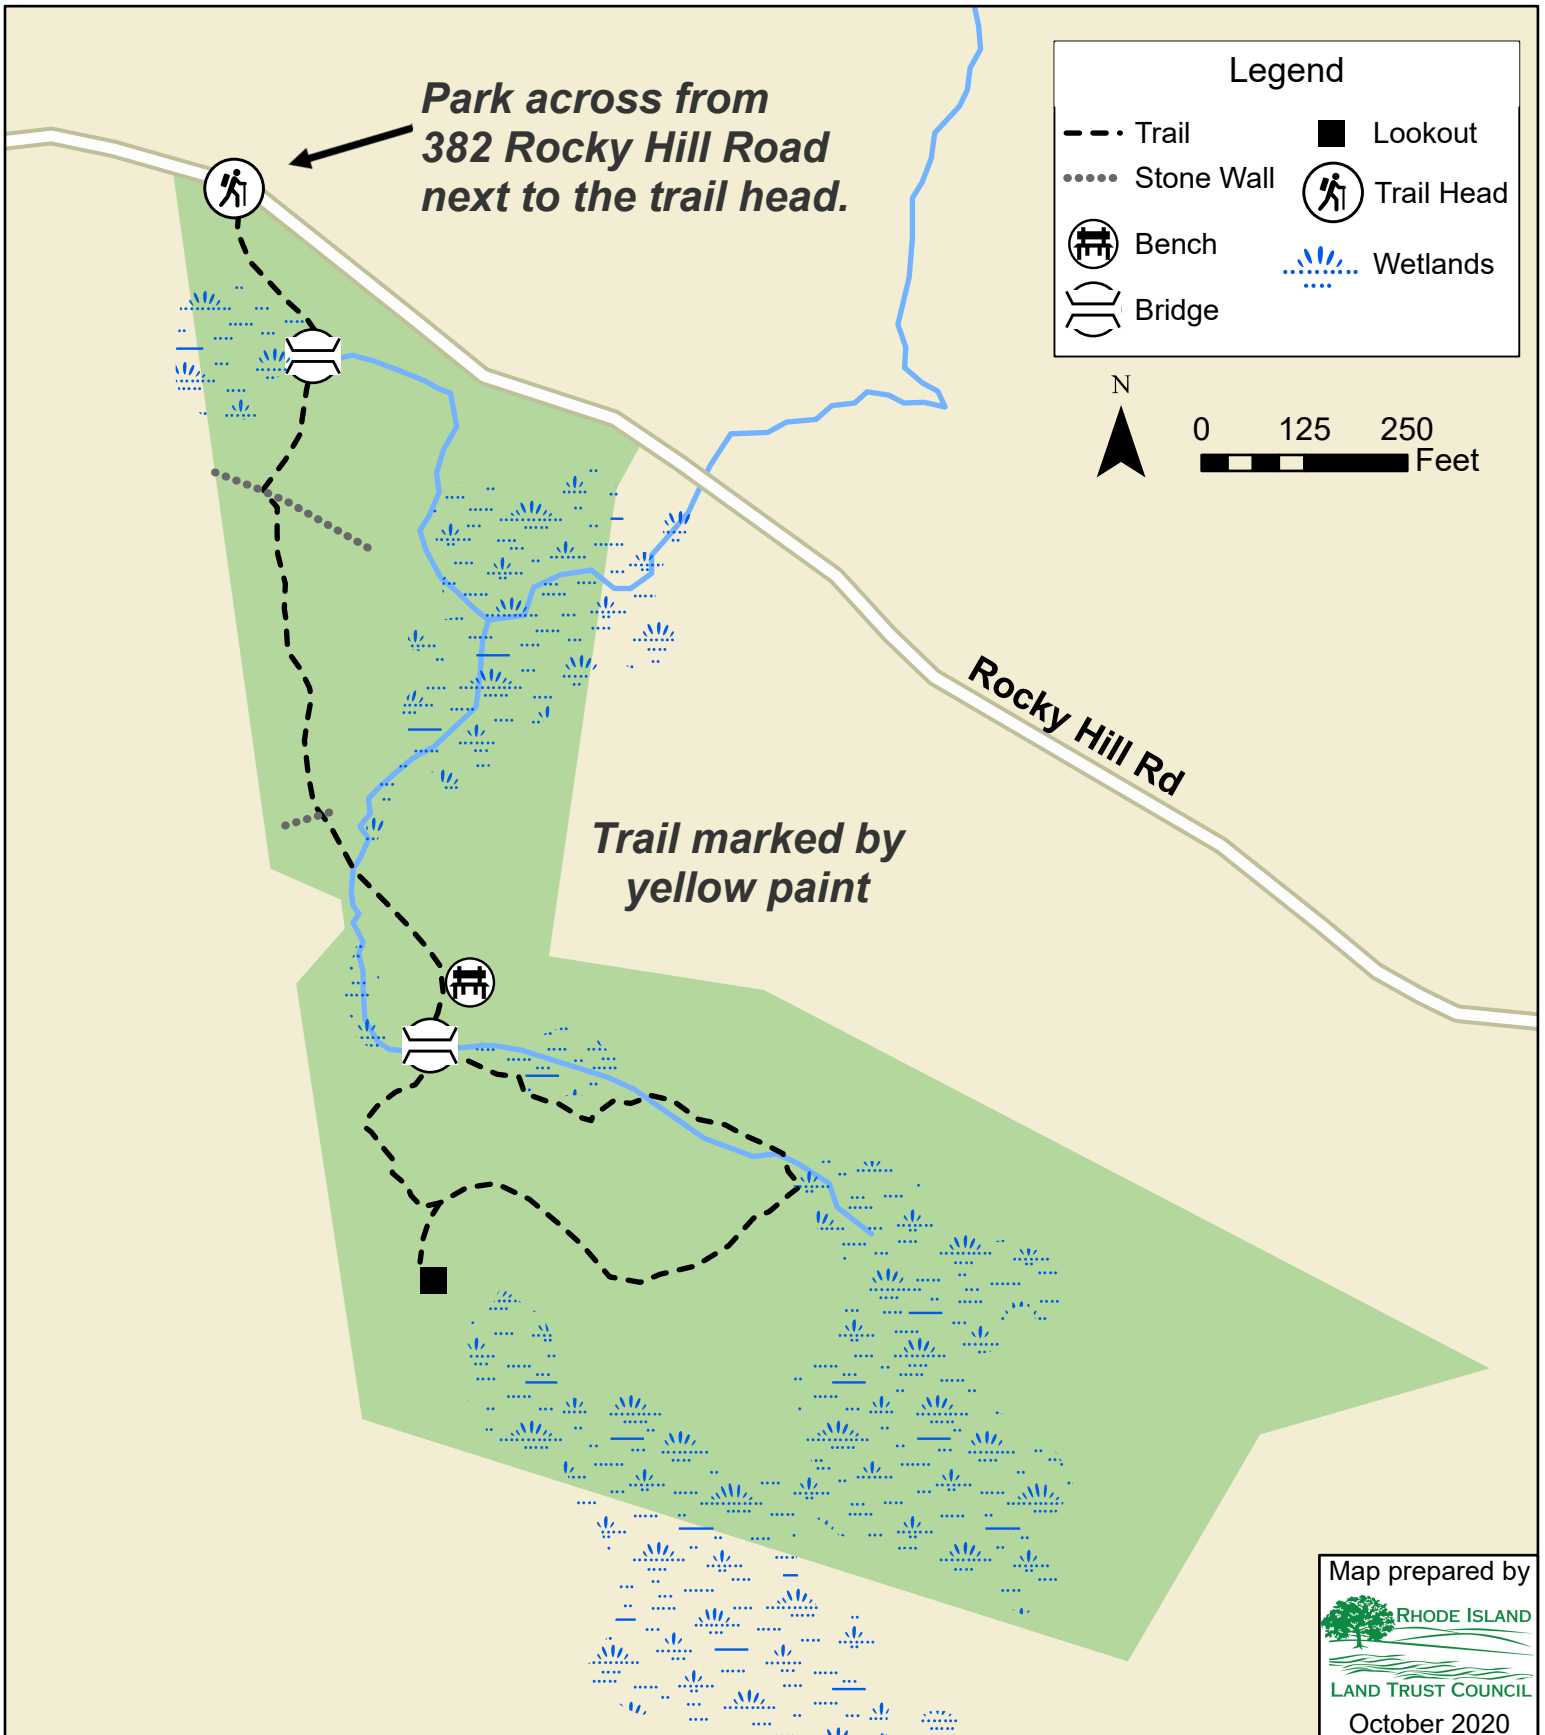 Park across from
382 Rocky Hill Road
next to the trail head.
Legend
Trail
Lookout
Stone Wall
Trail Head
Bench
Wetlands
Bridge
N
0 125 250
Feet
Rocky Hill Rd
Trail marked by
yellow paint
Map prepared by
RHODE ISLAND
LAND TRUST COUNCIL
October 2020